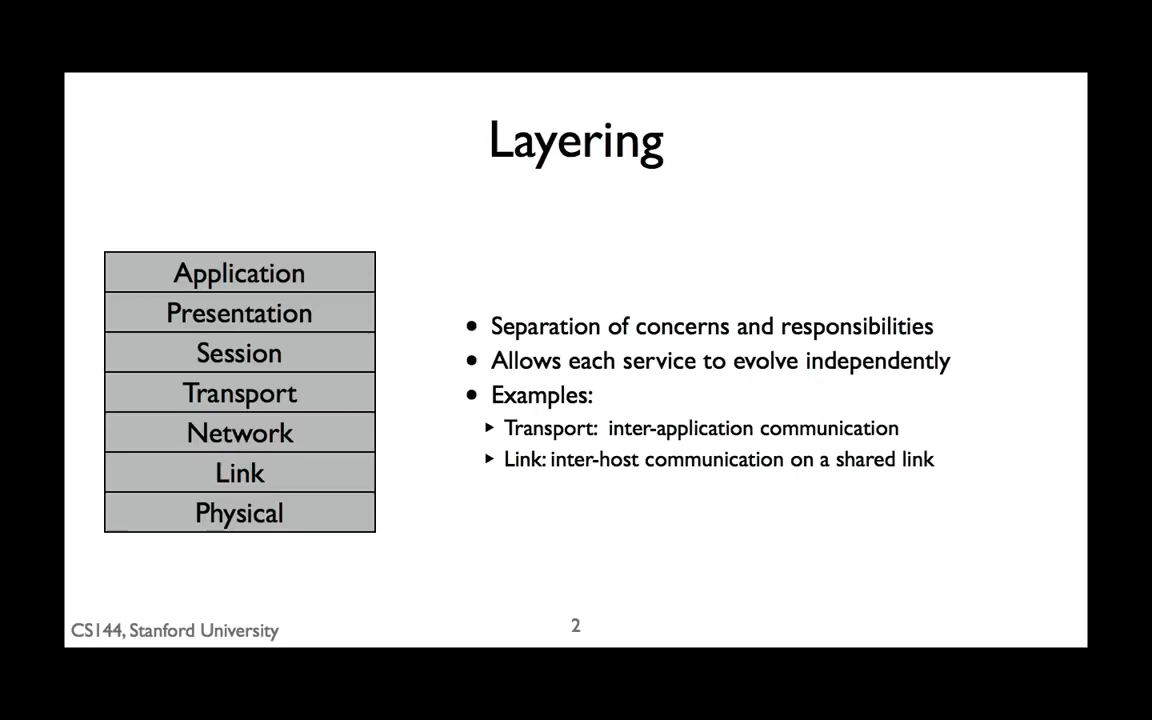 Layering
Application
Presentation
Session
Transport
Network
Link
Physical
• Separation of concerns and responsibilities
• Allows each service to evolve independently
• Examples:
▸ Transport: inter-application communication
▸ Link: inter-host communication on a shared link
CS144, Stanford University
2